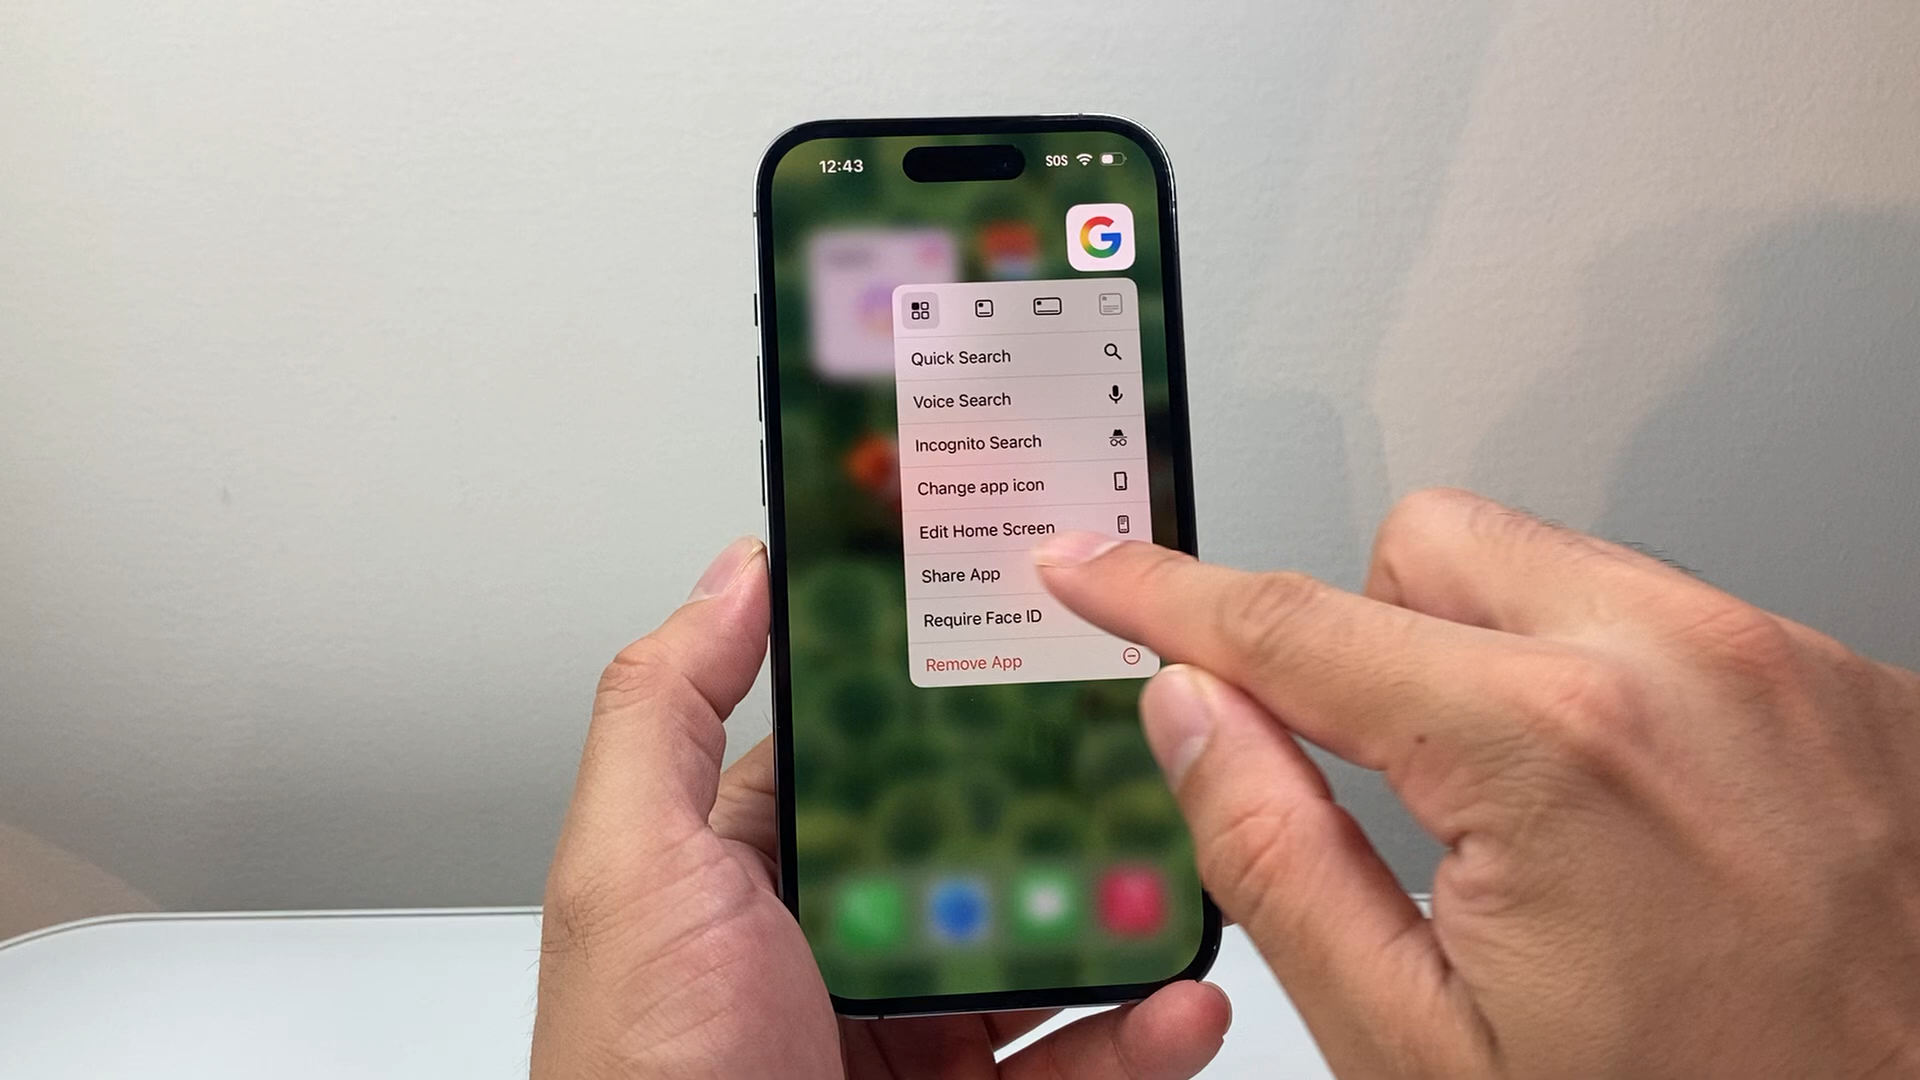 12:43
SOS
G
Quick Search
Voice Search
Incognito Search
Change app icon
Edit Home Screen
Share App
Require Face ID
Remove App